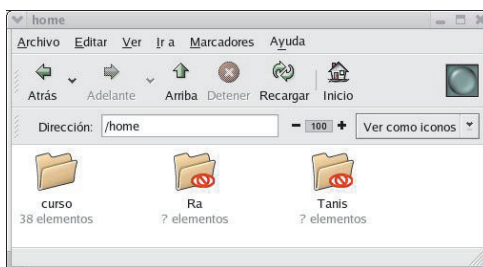 home
Archivo Editar Ver Ir a Marcadores Ayuda
Atrás Adelante Arriba Detener Recargar Inicio
Dirección: /home 100 Ver como iconos
curso Ra Tanis
38 elementos ? elementos ? elementos